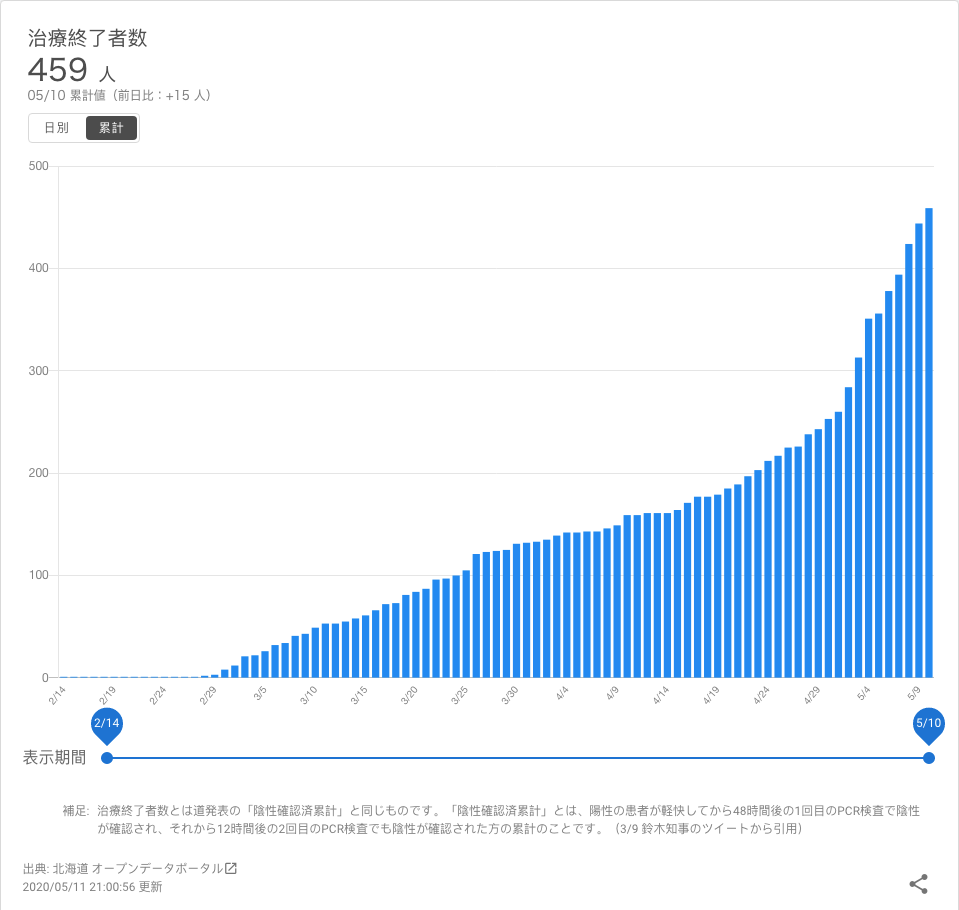 治療終了者数
459 人
05/10 累計値（前日比：+15 人）
日別 累計
500
400
300
200
100
0
2/14 2/19 2/24 2/29 3/5 3/10 3/15 3/20 3/25 3/30 4/4 4/9 4/14 4/19 4/24 4/29 5/4 5/9
2/14 5/10
表示期間
補足: 治療終了者数とは道発表の「陰性確認済累計」と同じものです。「陰性確認済累計」とは、陽性の患者が軽快してから48時間後の1回目のPCR検査で陰性
が確認され、それから12時間後の2回目のPCR検査でも陰性が確認された方の累計のことです。（3/9 鈴木知事のツイートから引用）
出典: 北海道 オープンデータポータル
2020/05/11 21:00:56 更新